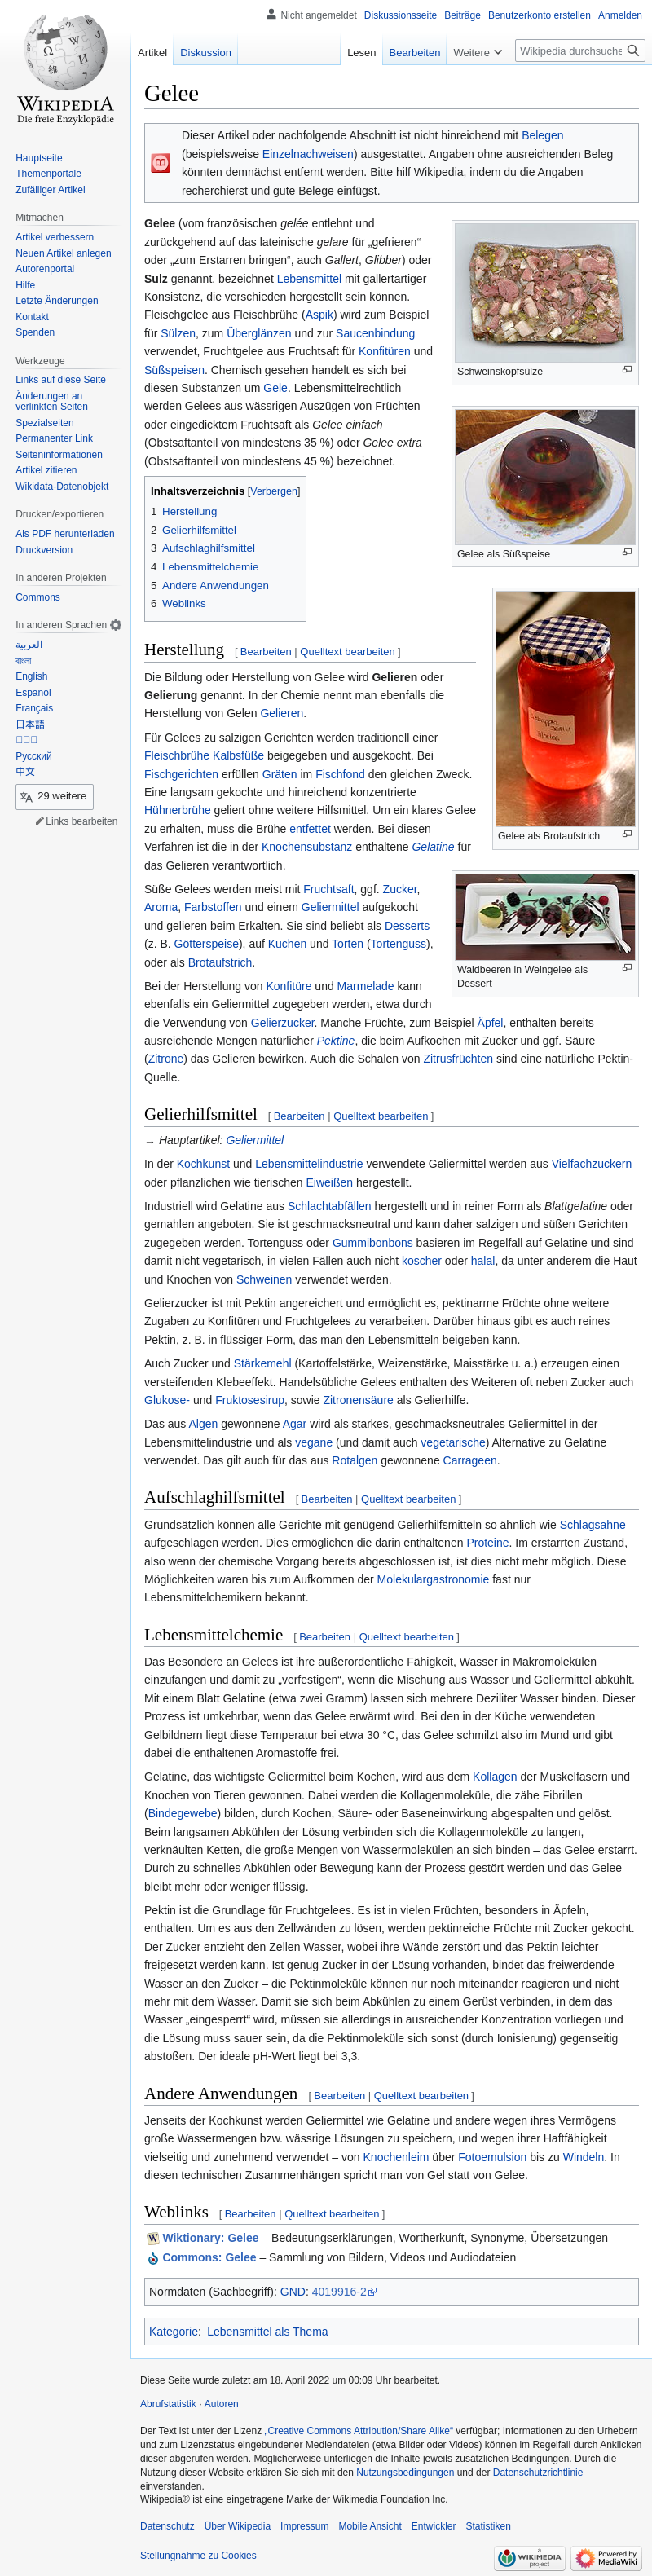 Nicht angemeldet Diskussionsseite Beiträge Benutzerkonto erstellen Anmelden
WIKIPEDIA
Die freie Enzyklopädie
Artikel Diskussion Lesen Bearbeiten Weitere Wikipedia durchsuche
Hauptseite
Themenportale
Zufälliger Artikel
Mitmachen
Artikel verbessern
Neuen Artikel anlegen
Autorenportal
Hilfe
Letzte Änderungen
Kontakt
Spenden
Werkzeuge
Links auf diese Seite
Änderungen an
verlinkten Seiten
Spezialseiten
Permanenter Link
Seiteninformationen
Artikel zitieren
Wikidata-Datenobjekt
Drucken/exportieren
Als PDF herunterladen
Druckversion
In anderen Projekten
Commons
In anderen Sprachen
العربية
বাংলা
English
Español
Français
日本語
Русский
中文
29 weitere
Links bearbeiten
Gelee
Dieser Artikel oder nachfolgende Abschnitt ist nicht hinreichend mit Belegen
(beispielsweise Einzelnachweisen) ausgestattet. Angaben ohne ausreichenden Beleg
könnten demnächst entfernt werden. Bitte hilf Wikipedia, indem du die Angaben
recherchierst und gute Belege einfügst.
Gelee (vom französischen gelée entlehnt und
zurückgehend auf das lateinische gelare für „gefrieren“
oder „zum Erstarren bringen“, auch Gallert, Glibber) oder
Sulz genannt, bezeichnet Lebensmittel mit gallertartiger
Konsistenz, die verschieden hergestellt sein können.
Fleischgelee aus Fleischbrühe (Aspik) wird zum Beispiel
für Sülzen, zum Überglänzen und zur Saucenbindung
verwendet, Fruchtgelee aus Fruchtsaft für Konfitüren und
Süßspeisen. Chemisch gesehen handelt es sich bei
diesen Substanzen um Gele. Lebensmittelrechtlich
werden Gelees aus wässrigen Auszügen von Früchten
oder eingedicktem Fruchtsaft als Gelee einfach
(Obstsaftanteil von mindestens 35 %) oder Gelee extra
(Obstsaftanteil von mindestens 45 %) bezeichnet.
Schweinskopfsülze
Gelee als Süßspeise
Inhaltsverzeichnis [Verbergen]
1 Herstellung
2 Gelierhilfsmittel
3 Aufschlaghilfsmittel
4 Lebensmittelchemie
5 Andere Anwendungen
6 Weblinks
Gelee als Brotaufstrich
Herstellung [ Bearbeiten | Quelltext bearbeiten ]
Die Bildung oder Herstellung von Gelee wird Gelieren oder
Gelierung genannt. In der Chemie nennt man ebenfalls die
Herstellung von Gelen Gelieren.
Für Gelees zu salzigen Gerichten werden traditionell einer
Fleischbrühe Kalbsfüße beigegeben und ausgekocht. Bei
Fischgerichten erfüllen Gräten im Fischfond den gleichen Zweck.
Eine langsam gekochte und hinreichend konzentrierte
Hühnerbrühe geliert ohne weitere Hilfsmittel. Um ein klares Gelee
zu erhalten, muss die Brühe entfettet werden. Bei diesen
Verfahren ist die in der Knochensubstanz enthaltene Gelatine für
das Gelieren verantwortlich.
Süße Gelees werden meist mit Fruchtsaft, ggf. Zucker,
Aroma, Farbstoffen und einem Geliermittel aufgekocht
und gelieren beim Erkalten. Sie sind beliebt als Desserts
(z. B. Götterspeise), auf Kuchen und Torten (Tortenguss),
oder als Brotaufstrich.
Waldbeeren in Weingelee als
Dessert
Bei der Herstellung von Konfitüre und Marmelade kann
ebenfalls ein Geliermittel dazugegeben werden, etwa durch
die Verwendung von Gelierzucker. Manche Früchte, zum Beispiel Äpfel, enthalten bereits
ausreichende Mengen natürlicher Pektine, die beim Aufkochen mit Zucker und ggf. Säure
(Zitrone) das Gelieren bewirken. Auch die Schalen von Zitrusfrüchten sind eine natürliche Pektin-
Quelle.
Gelierhilfsmittel [ Bearbeiten | Quelltext bearbeiten ]
→ Hauptartikel: Geliermittel
In der Kochkunst und Lebensmittelindustrie verwendete Geliermittel werden aus Vielfachzuckern
oder pflanzlichen wie tierischen Eiweißen hergestellt.
Industriell wird Gelatine aus Schlachtabfällen hergestellt und in reiner Form als Blattgelatine oder
gemahlen angeboten. Sie ist geschmacksneutral und kann daher salzigen und süßen Gerichten
zugegeben werden. Tortenguss oder Gummibonbons basieren im Regelfall auf Gelatine und sind
damit nicht vegetarisch, in vielen Fällen auch nicht koscher oder halāl, da unter anderem die Haut
und Knochen von Schweinen verwendet werden.
Gelierzucker ist mit Pektin angereichert und ermöglicht es, pektinarme Früchte ohne weitere
Zugaben zu Konfitüren und Fruchtgelees zu verarbeiten. Darüber hinaus gibt es auch reines
Pektin, z. B. in flüssiger Form, das man den Lebensmitteln beigeben kann.
Auch Zucker und Stärkemehl (Kartoffelstärke, Weizenstärke, Maisstärke u. a.) erzeugen einen
versteifenden Klebeeffekt. Handelsübliche Gelees enthalten des Weiteren oft neben Zucker auch
Glukose- und Fruktosesirup, sowie Zitronensäure als Gelierhilfe.
Das aus Algen gewonnene Agar wird als starkes, geschmacksneutrales Geliermittel in der
Lebensmittelindustrie und als vegane (und damit auch vegetarische) Alternative zu Gelatine
verwendet. Das gilt auch für das aus Rotalgen gewonnene Carrageen.
Aufschlaghilfsmittel [ Bearbeiten | Quelltext bearbeiten ]
Grundsätzlich können alle Gerichte mit genügend Gelierhilfsmitteln so ähnlich wie Schlagsahne
aufgeschlagen werden. Dies ermöglichen die darin enthaltenen Proteine. Im erstarrten Zustand,
also wenn der chemische Vorgang bereits abgeschlossen ist, ist dies nicht mehr möglich. Diese
Möglichkeiten waren bis zum Aufkommen der Molekulargastronomie fast nur
Lebensmittelchemikern bekannt.
Lebensmittelchemie [ Bearbeiten | Quelltext bearbeiten ]
Das Besondere an Gelees ist ihre außerordentliche Fähigkeit, Wasser in Makromolekülen
einzufangen und damit zu „verfestigen“, wenn die Mischung aus Wasser und Geliermittel abkühlt.
Mit einem Blatt Gelatine (etwa zwei Gramm) lassen sich mehrere Deziliter Wasser binden. Dieser
Prozess ist umkehrbar, wenn das Gelee erwärmt wird. Bei den in der Küche verwendeten
Gelbildnern liegt diese Temperatur bei etwa 30 °C, das Gelee schmilzt also im Mund und gibt
dabei die enthaltenen Aromastoffe frei.
Gelatine, das wichtigste Geliermittel beim Kochen, wird aus dem Kollagen der Muskelfasern und
Knochen von Tieren gewonnen. Dabei werden die Kollagenmoleküle, die zähe Fibrillen
(Bindegewebe) bilden, durch Kochen, Säure- oder Baseneinwirkung abgespalten und gelöst.
Beim langsamen Abkühlen der Lösung verbinden sich die Kollagenmoleküle zu langen,
verknäulten Ketten, die große Mengen von Wassermolekülen an sich binden – das Gelee erstarrt.
Durch zu schnelles Abkühlen oder Bewegung kann der Prozess gestört werden und das Gelee
bleibt mehr oder weniger flüssig.
Pektin ist die Grundlage für Fruchtgelees. Es ist in vielen Früchten, besonders in Äpfeln,
enthalten. Um es aus den Zellwänden zu lösen, werden pektinreiche Früchte mit Zucker gekocht.
Der Zucker entzieht den Zellen Wasser, wobei ihre Wände zerstört und das Pektin leichter
freigesetzt werden kann. Ist genug Zucker in der Lösung vorhanden, bindet das freiwerdende
Wasser an den Zucker – die Pektinmoleküle können nur noch miteinander reagieren und nicht
mehr mit dem Wasser. Damit sie sich beim Abkühlen zu einem Gerüst verbinden, in dem das
Wasser „eingesperrt“ wird, müssen sie allerdings in ausreichender Konzentration vorliegen und
die Lösung muss sauer sein, da die Pektinmoleküle sich sonst (durch Ionisierung) gegenseitig
abstoßen. Der ideale pH-Wert liegt bei 3,3.
Andere Anwendungen [ Bearbeiten | Quelltext bearbeiten ]
Jenseits der Kochkunst werden Geliermittel wie Gelatine und andere wegen ihres Vermögens
große Wassermengen bzw. wässrige Lösungen zu speichern, und wegen ihrer Haftfähigkeit
vielseitig und zunehmend verwendet – von Knochenleim über Fotoemulsion bis zu Windeln. In
diesen technischen Zusammenhängen spricht man von Gel statt von Gelee.
Weblinks [ Bearbeiten | Quelltext bearbeiten ]
Wiktionary: Gelee – Bedeutungserklärungen, Wortherkunft, Synonyme, Übersetzungen
Commons: Gelee – Sammlung von Bildern, Videos und Audiodateien
Normdaten (Sachbegriff): GND: 4019916-2
Kategorie: Lebensmittel als Thema
Diese Seite wurde zuletzt am 18. April 2022 um 00:09 Uhr bearbeitet.
Abrufstatistik · Autoren
Der Text ist unter der Lizenz „Creative Commons Attribution/Share Alike“ verfügbar; Informationen zu den Urhebern
und zum Lizenzstatus eingebundener Mediendateien (etwa Bilder oder Videos) können im Regelfall durch Anklicken
dieser abgerufen werden. Möglicherweise unterliegen die Inhalte jeweils zusätzlichen Bedingungen. Durch die
Nutzung dieser Website erklären Sie sich mit den Nutzungsbedingungen und der Datenschutzrichtlinie
einverstanden.
Wikipedia® ist eine eingetragene Marke der Wikimedia Foundation Inc.
Datenschutz Über Wikipedia Impressum Mobile Ansicht Entwickler Statistiken
Stellungnahme zu Cookies
A WIKIMEDIA project
Powered by MediaWiki